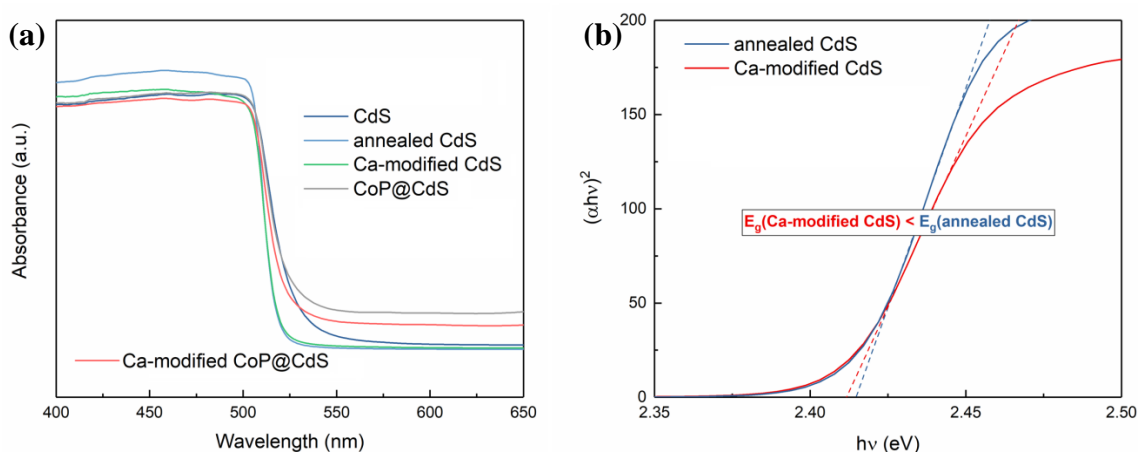 (a)
Absorbance (a.u.)
CdS
annealed CdS
Ca-modified CdS
CoP@CdS
Ca-modified CoP@CdS
400 450 500 550 600 650
Wavelength (nm)
(b)
(αhν)²
200
150
100
50
0
annealed CdS
Ca-modified CdS
E₉(Ca-modified CdS) < E₉(annealed CdS)
2.35 2.40 2.45 2.50
hν (eV)